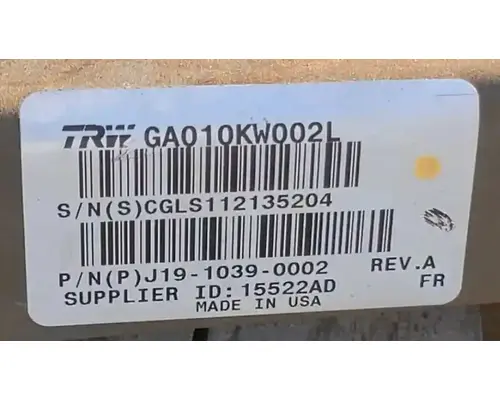 TRW GA010KW002L
S/N(S)CGLS112135204
P/N(P)J19-1039-0002 REV.A
SUPPLIER ID:15522AD FR
MADE IN USA